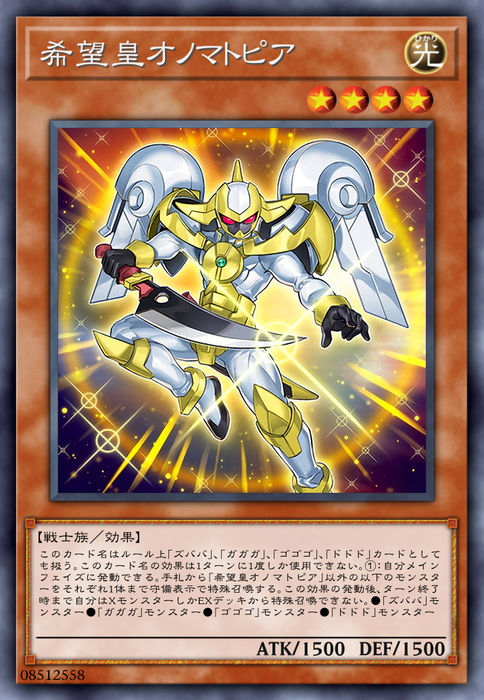 希望皇オノマトピア
ひかり
光
【戦士族／効果】
このカード名はルール上「ズババ」、「ガガガ」、「ゴゴゴ」、「ドドド」カードとして
も扱う。このカード名の効果は1ターンに1度しか使用できない。①:自分メイン
フェイズに発動できる。手札から「希望皇オノマトピア」以外の以下のモンスタ
ーをそれぞれ1体まで守備表示で特殊召喚する。この効果の発動後、ターン終了
時まで自分はXモンスターしかEXデッキから特殊召喚できない。●「ズババ」モ
ンスター●「ガガガ」モンスター●「ゴゴゴ」モンスター●「ドドド」モンスター
ATK/1500 DEF/1500
08512558